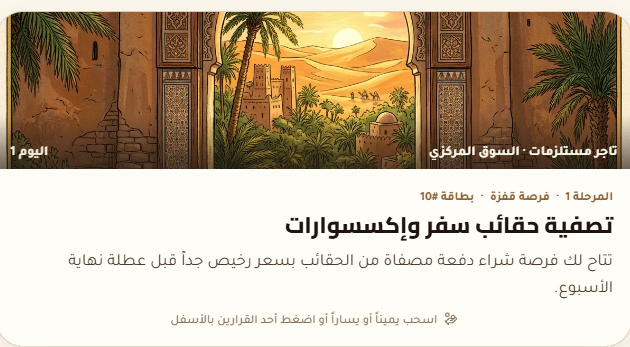 تاجر مستلزمات · السوق المركزي
اليوم 1
المرحلة 1 · فرصة قفزة · بطاقة #10
تصفية حقائب سفر وإكسسوارات
تتاح لك فرصة شراء دفعة مصفاة من الحقائب بسعر رخيص جداً قبل عطلة نهاية
الأسبوع.
اسحب يميناً أو يساراً أو اضغط أحد القرارين بالأسفل